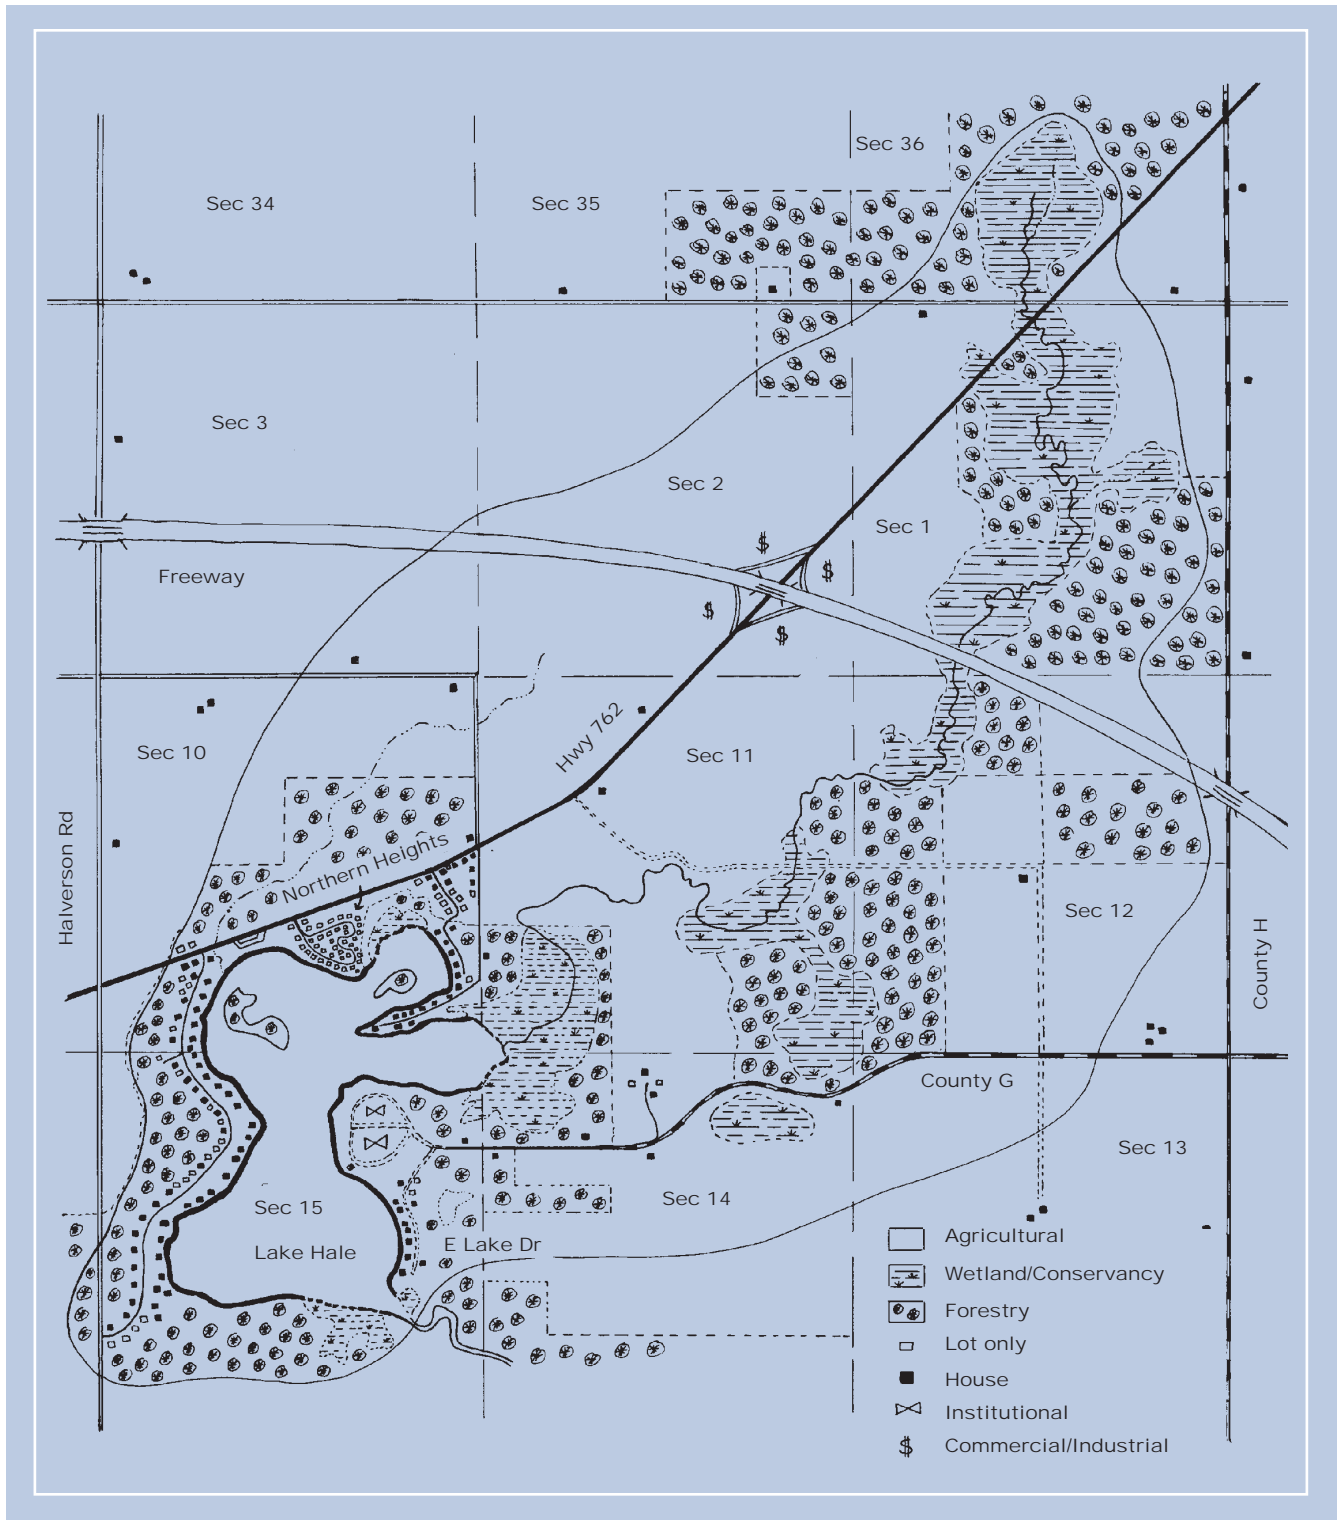 Sec 36
Sec 34
Sec 35
Sec 3
Sec 2
Sec 1
Freeway
Hwy 762
Sec 10
Sec 11
Halverson Rd
Northern Heights
Sec 12
County H
County G
Sec 13
Sec 14
Sec 15
Lake Hale
E Lake Dr
$
$
$
$
Agricultural
Wetland/Conservancy
Forestry
Lot only
House
Institutional
$ Commercial/Industrial